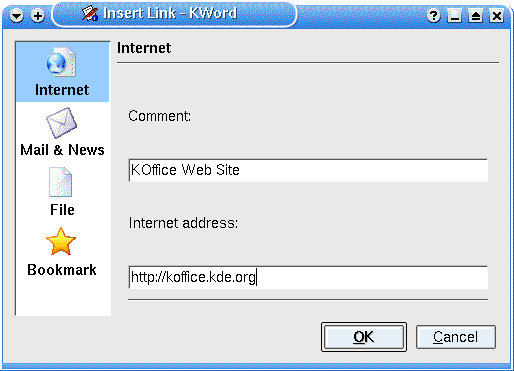 Insert Link - KWord
Internet
Mail & News
File
Bookmark
Internet
Comment:
KOffice Web Site
Internet address:
http://koffice.kde.org
OK
Cancel